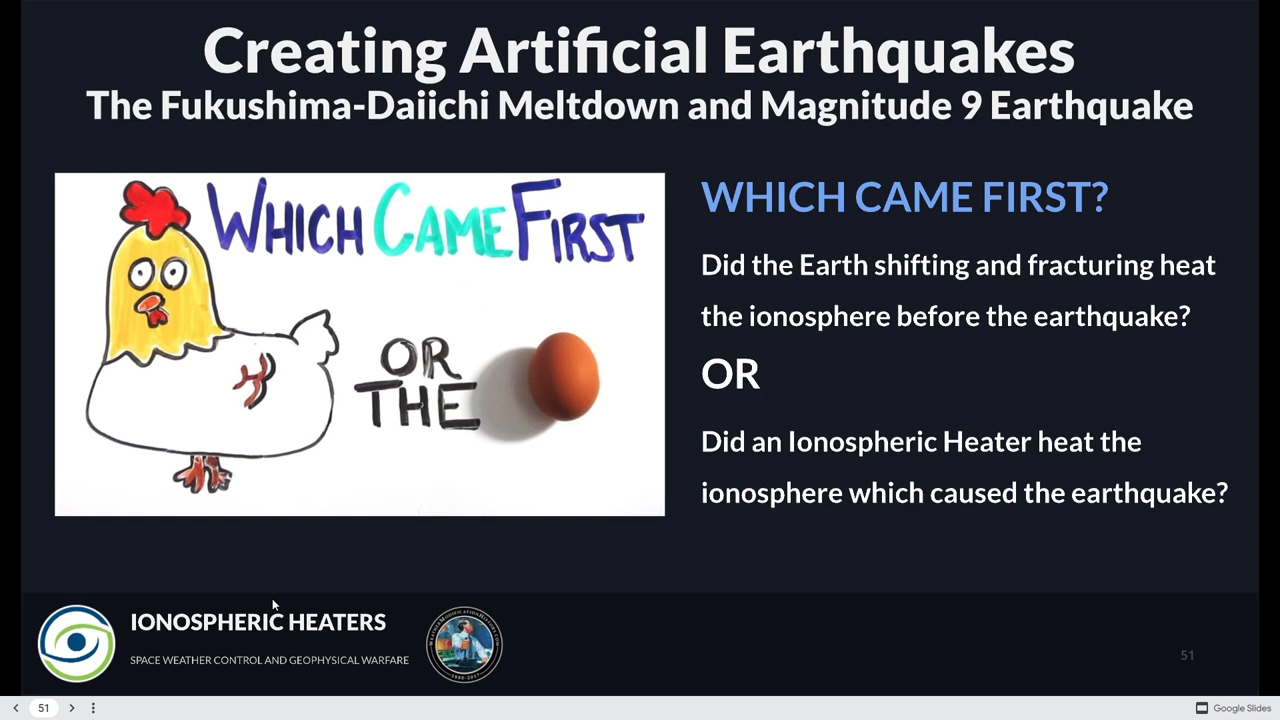 Creating Artificial Earthquakes
The Fukushima-Daiichi Meltdown and Magnitude 9 Earthquake
WHICH CAME FIRST
OR
THE
WHICH CAME FIRST?
Did the Earth shifting and fracturing heat
the ionosphere before the earthquake?
OR
Did an Ionospheric Heater heat the
ionosphere which caused the earthquake?
IONOSPHERIC HEATERS
SPACE WEATHER CONTROL AND GEOPHYSICAL WARFARE
WEATHERMODIFICATIONHISTORY.COM
51
51
Google Slides